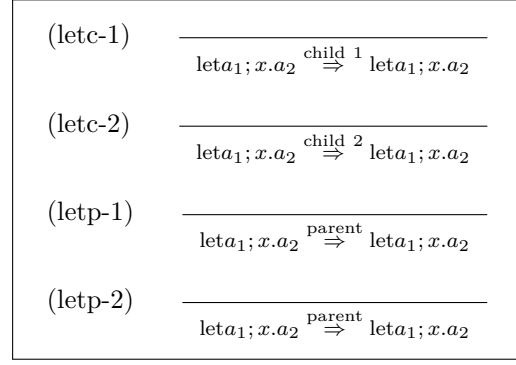 (letc-1)
leta₁; x.a₂ ⇒^{child 1} leta₁; x.a₂
(letc-2)
leta₁; x.a₂ ⇒^{child 2} leta₁; x.a₂
(letp-1)
leta₁; x.a₂ ⇒^{parent} leta₁; x.a₂
(letp-2)
leta₁; x.a₂ ⇒^{parent} leta₁; x.a₂